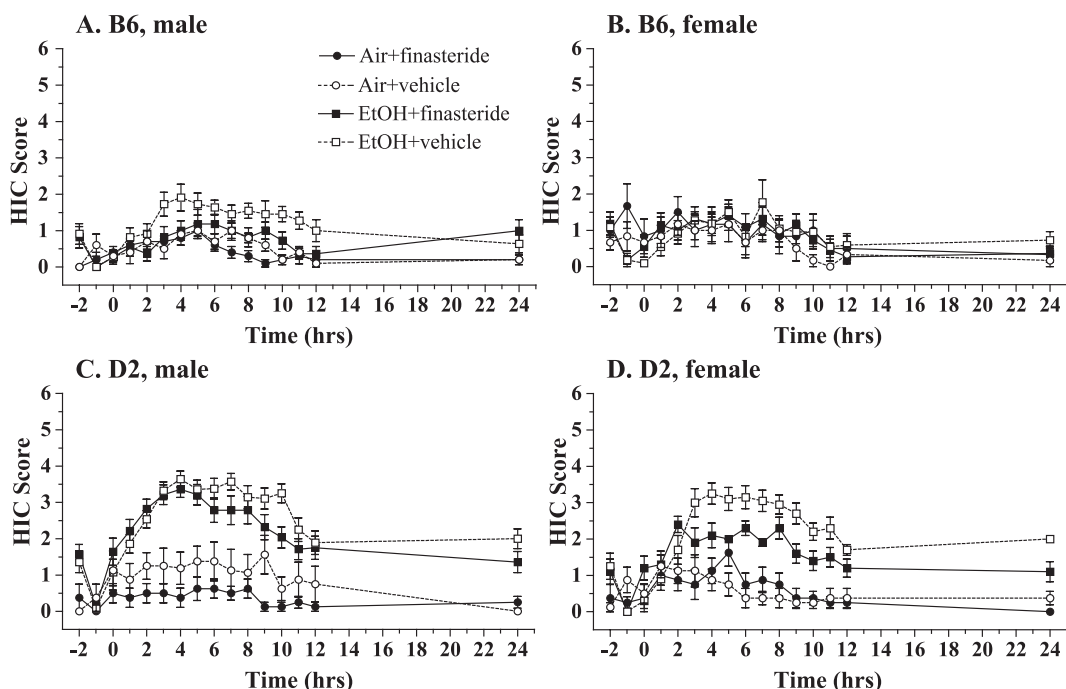 A. B6, male
B. B6, female
6
5
4
3
2
1
0
HIC Score
Air+finasteride
Air+vehicle
EtOH+finasteride
EtOH+vehicle
-2 0 2 4 6 8 10 12 14 16 18 20 22 24
Time (hrs)
6
5
4
3
2
1
0
HIC Score
-2 0 2 4 6 8 10 12 14 16 18 20 22 24
Time (hrs)
C. D2, male
D. D2, female
6
5
4
3
2
1
0
HIC Score
-2 0 2 4 6 8 10 12 14 16 18 20 22 24
Time (hrs)
6
5
4
3
2
1
0
HIC Score
-2 0 2 4 6 8 10 12 14 16 18 20 22 24
Time (hrs)